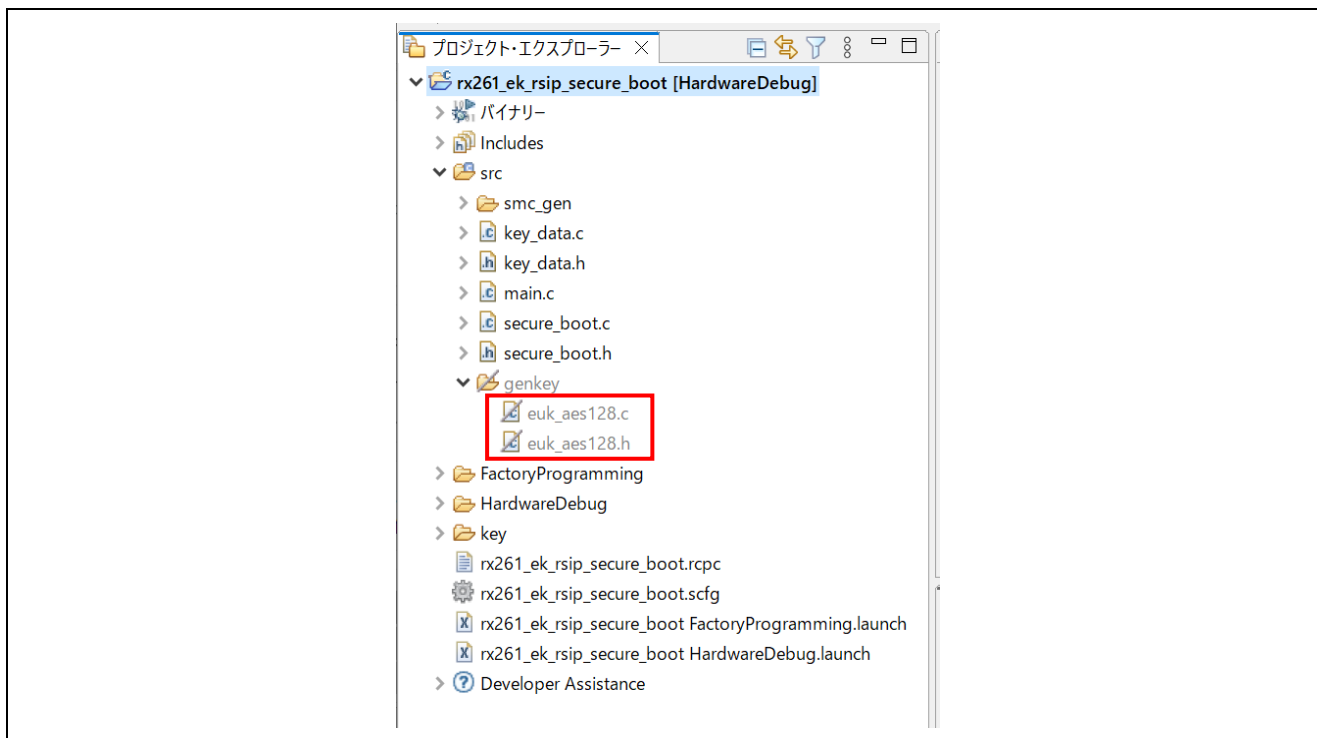 プロジェクト・エクスプローラー
rx261_ek_rsip_secure_boot [HardwareDebug]
バイナリー
Includes
src
smc_gen
key_data.c
key_data.h
main.c
secure_boot.c
secure_boot.h
genkey
euk_aes128.c
euk_aes128.h
FactoryProgramming
HardwareDebug
key
rx261_ek_rsip_secure_boot.rcpc
rx261_ek_rsip_secure_boot.scfg
rx261_ek_rsip_secure_boot FactoryProgramming.launch
rx261_ek_rsip_secure_boot HardwareDebug.launch
Developer Assistance